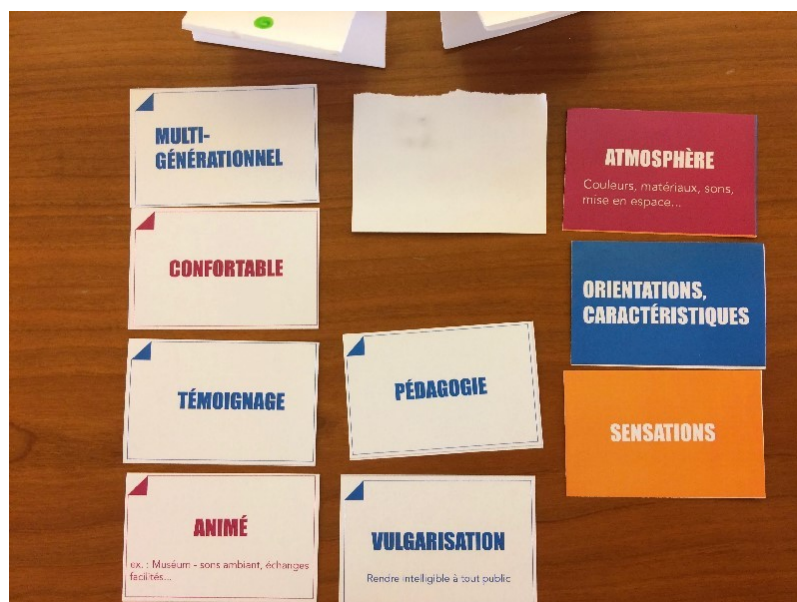 MULTI-
GÉNÉRATIONNEL
CONFORTABLE
TÉMOIGNAGE
ANIMÉ
ex. : Muséum - sons ambiant, échanges
facilités...
PÉDAGOGIE
VULGARISATION
Rendre intelligible à tout public
ATMOSPHÈRE
Couleurs, matériaux, sons,
mise en espace...
ORIENTATIONS,
CARACTÉRISTIQUES
SENSATIONS